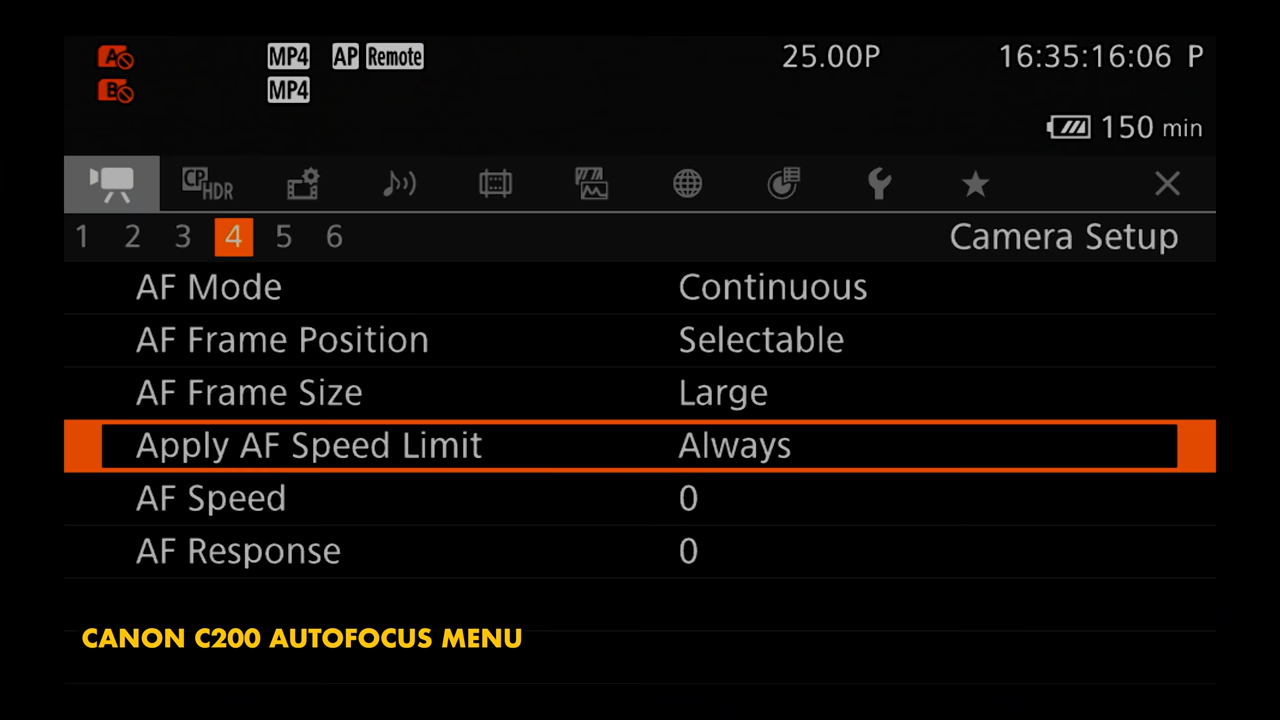 A MP4 AP Remote 25.00P 16:35:16:06 P
B MP4
150 min
CP HDR
1 2 3 4 5 6 Camera Setup
AF Mode Continuous
AF Frame Position Selectable
AF Frame Size Large
Apply AF Speed Limit Always
AF Speed 0
AF Response 0
CANON C200 AUTOFOCUS MENU